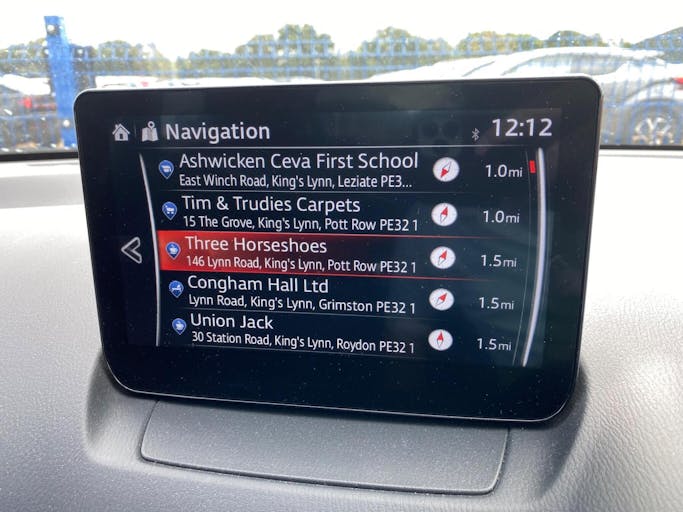 Navigation
12:12
Ashwicken Ceva First School
East Winch Road, King's Lynn, Leziate PE3...
1.0mi
Tim & Trudies Carpets
15 The Grove, King's Lynn, Pott Row PE32 1
1.0mi
Three Horseshoes
146 Lynn Road, King's Lynn, Pott Row PE32 1
1.5mi
Congham Hall Ltd
Lynn Road, King's Lynn, Grimston PE32 1
1.5mi
Union Jack
30 Station Road, King's Lynn, Roydon PE32 1
1.5mi